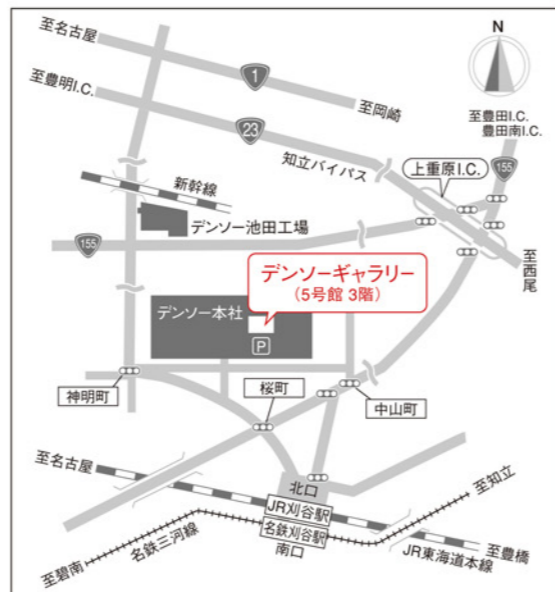 至名古屋
N
1
至豊明I.C.
至岡崎
至豊田I.C.
豊田南I.C.
23
知立バイパス
上重原I.C.
155
新幹線
デンソー池田工場
155
至西尾
デンソーギャラリー
(5号館 3階)
デンソー本社
P
神明町
桜町
中山町
至名古屋
北口
JR刈谷駅
至知立
名鉄刈谷駅
南口
名鉄三河線
JR東海道本線
至豊橋
至碧南